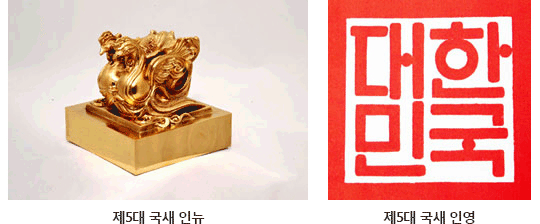 대한
민국
제5대 국새 인뉴
제5대 국새 인영